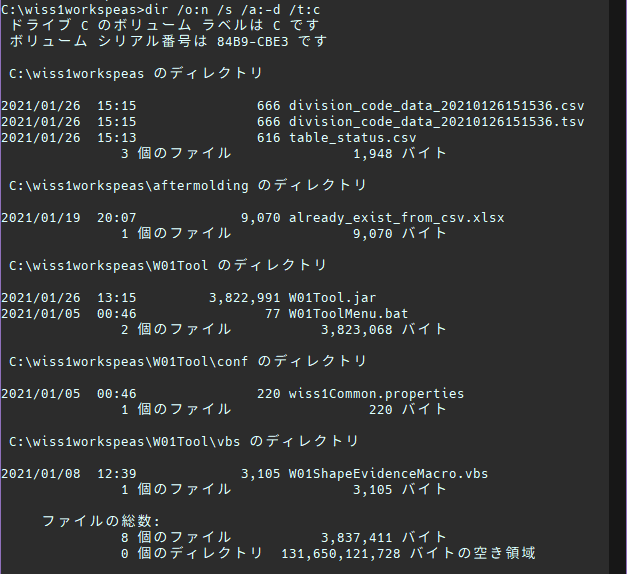 C:\wiss1workspeas>dir /o:n /s /a:-d /t:c
ドライブ C のボリューム ラベルは C です
ボリューム シリアル番号は 84B9-CBE3 です
C:\wiss1workspeas のディレクトリ
2021/01/26  15:15               666 division_code_data_20210126151536.csv
2021/01/26  15:15               666 division_code_data_20210126151536.tsv
2021/01/26  15:13               616 table_status.csv
3 個のファイル               1,948 バイト
C:\wiss1workspeas\aftermolding のディレクトリ
2021/01/19  20:07             9,070 already_exist_from_csv.xlsx
1 個のファイル               9,070 バイト
C:\wiss1workspeas\W01Tool のディレクトリ
2021/01/26  13:15         3,822,991 W01Tool.jar
2021/01/05  00:46                77 W01ToolMenu.bat
2 個のファイル           3,823,068 バイト
C:\wiss1workspeas\W01Tool\conf のディレクトリ
2021/01/05  00:46               220 wiss1Common.properties
1 個のファイル                 220 バイト
C:\wiss1workspeas\W01Tool\vbs のディレクトリ
2021/01/08  12:39             3,105 W01ShapeEvidenceMacro.vbs
1 個のファイル               3,105 バイト
ファイルの総数:
8 個のファイル           3,837,411 バイト
0 個のディレクトリ  131,650,121,728 バイトの空き領域